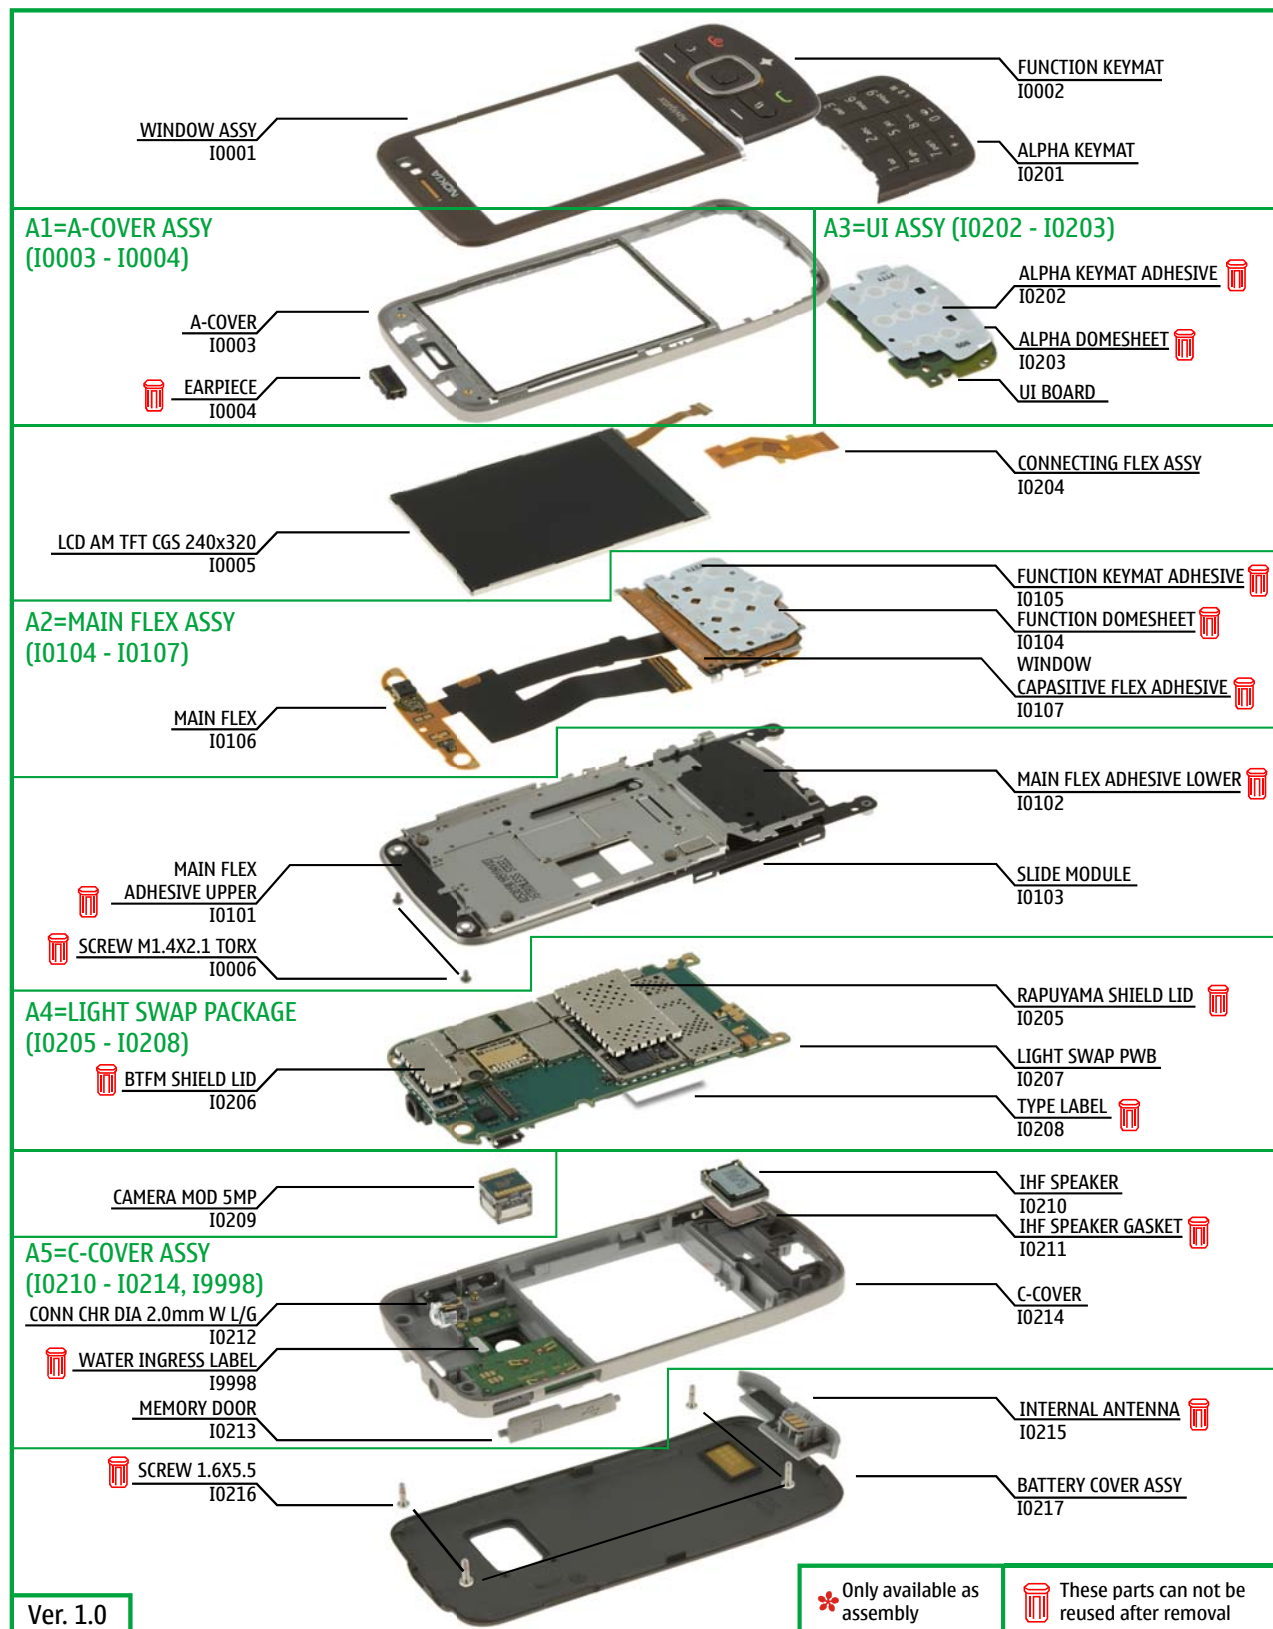 FUNCTION KEYMAT
I0002
WINDOW ASSY
I0001
ALPHA KEYMAT
I0201
Navigator
NOKIA
A1=A-COVER ASSY
(I0003 - I0004)
A-COVER
I0003
EARPIECE
I0004
A3=UI ASSY (I0202 - I0203)
ALPHA KEYMAT ADHESIVE
I0202
ALPHA DOMESHEET
I0203
UI BOARD
CONNECTING FLEX ASSY
I0204
LCD AM TFT CGS 240x320
I0005
A2=MAIN FLEX ASSY
(I0104 - I0107)
FUNCTION KEYMAT ADHESIVE
I0105
FUNCTION DOMESHEET
I0104
WINDOW
CAPASITIVE FLEX ADHESIVE
I0107
MAIN FLEX
I0106
MAIN FLEX ADHESIVE LOWER
I0102
MAIN FLEX
ADHESIVE UPPER
I0101
SLIDE MODULE
I0103
SCREW M1.4X2.1 TORX
I0006
A4=LIGHT SWAP PACKAGE
(I0205 - I0208)
RAPUYAMA SHIELD LID
I0205
BTFM SHIELD LID
I0206
LIGHT SWAP PWB
I0207
TYPE LABEL
I0208
CAMERA MOD 5MP
I0209
IHF SPEAKER
I0210
IHF SPEAKER GASKET
I0211
A5=C-COVER ASSY
(I0210 - I0214, I9998)
CONN CHR DIA 2.0mm W L/G
I0212
C-COVER
I0214
WATER INGRESS LABEL
I9998
MEMORY DOOR
I0213
INTERNAL ANTENNA
I0215
SCREW 1.6X5.5
I0216
BATTERY COVER ASSY
I0217
Ver. 1.0
Only available as
assembly
These parts can not be
reused after removal